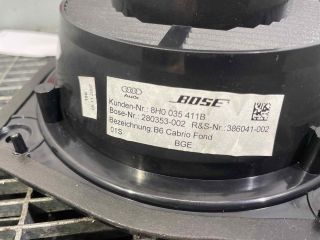 Audi
BOSE
Kunden-Nr.: 8H0 035 411B
Bose-Nr.: 280353-002 R&S-Nr.:386041-002
Bezeichnung: B6 Cabrio Fond
01S
BGE